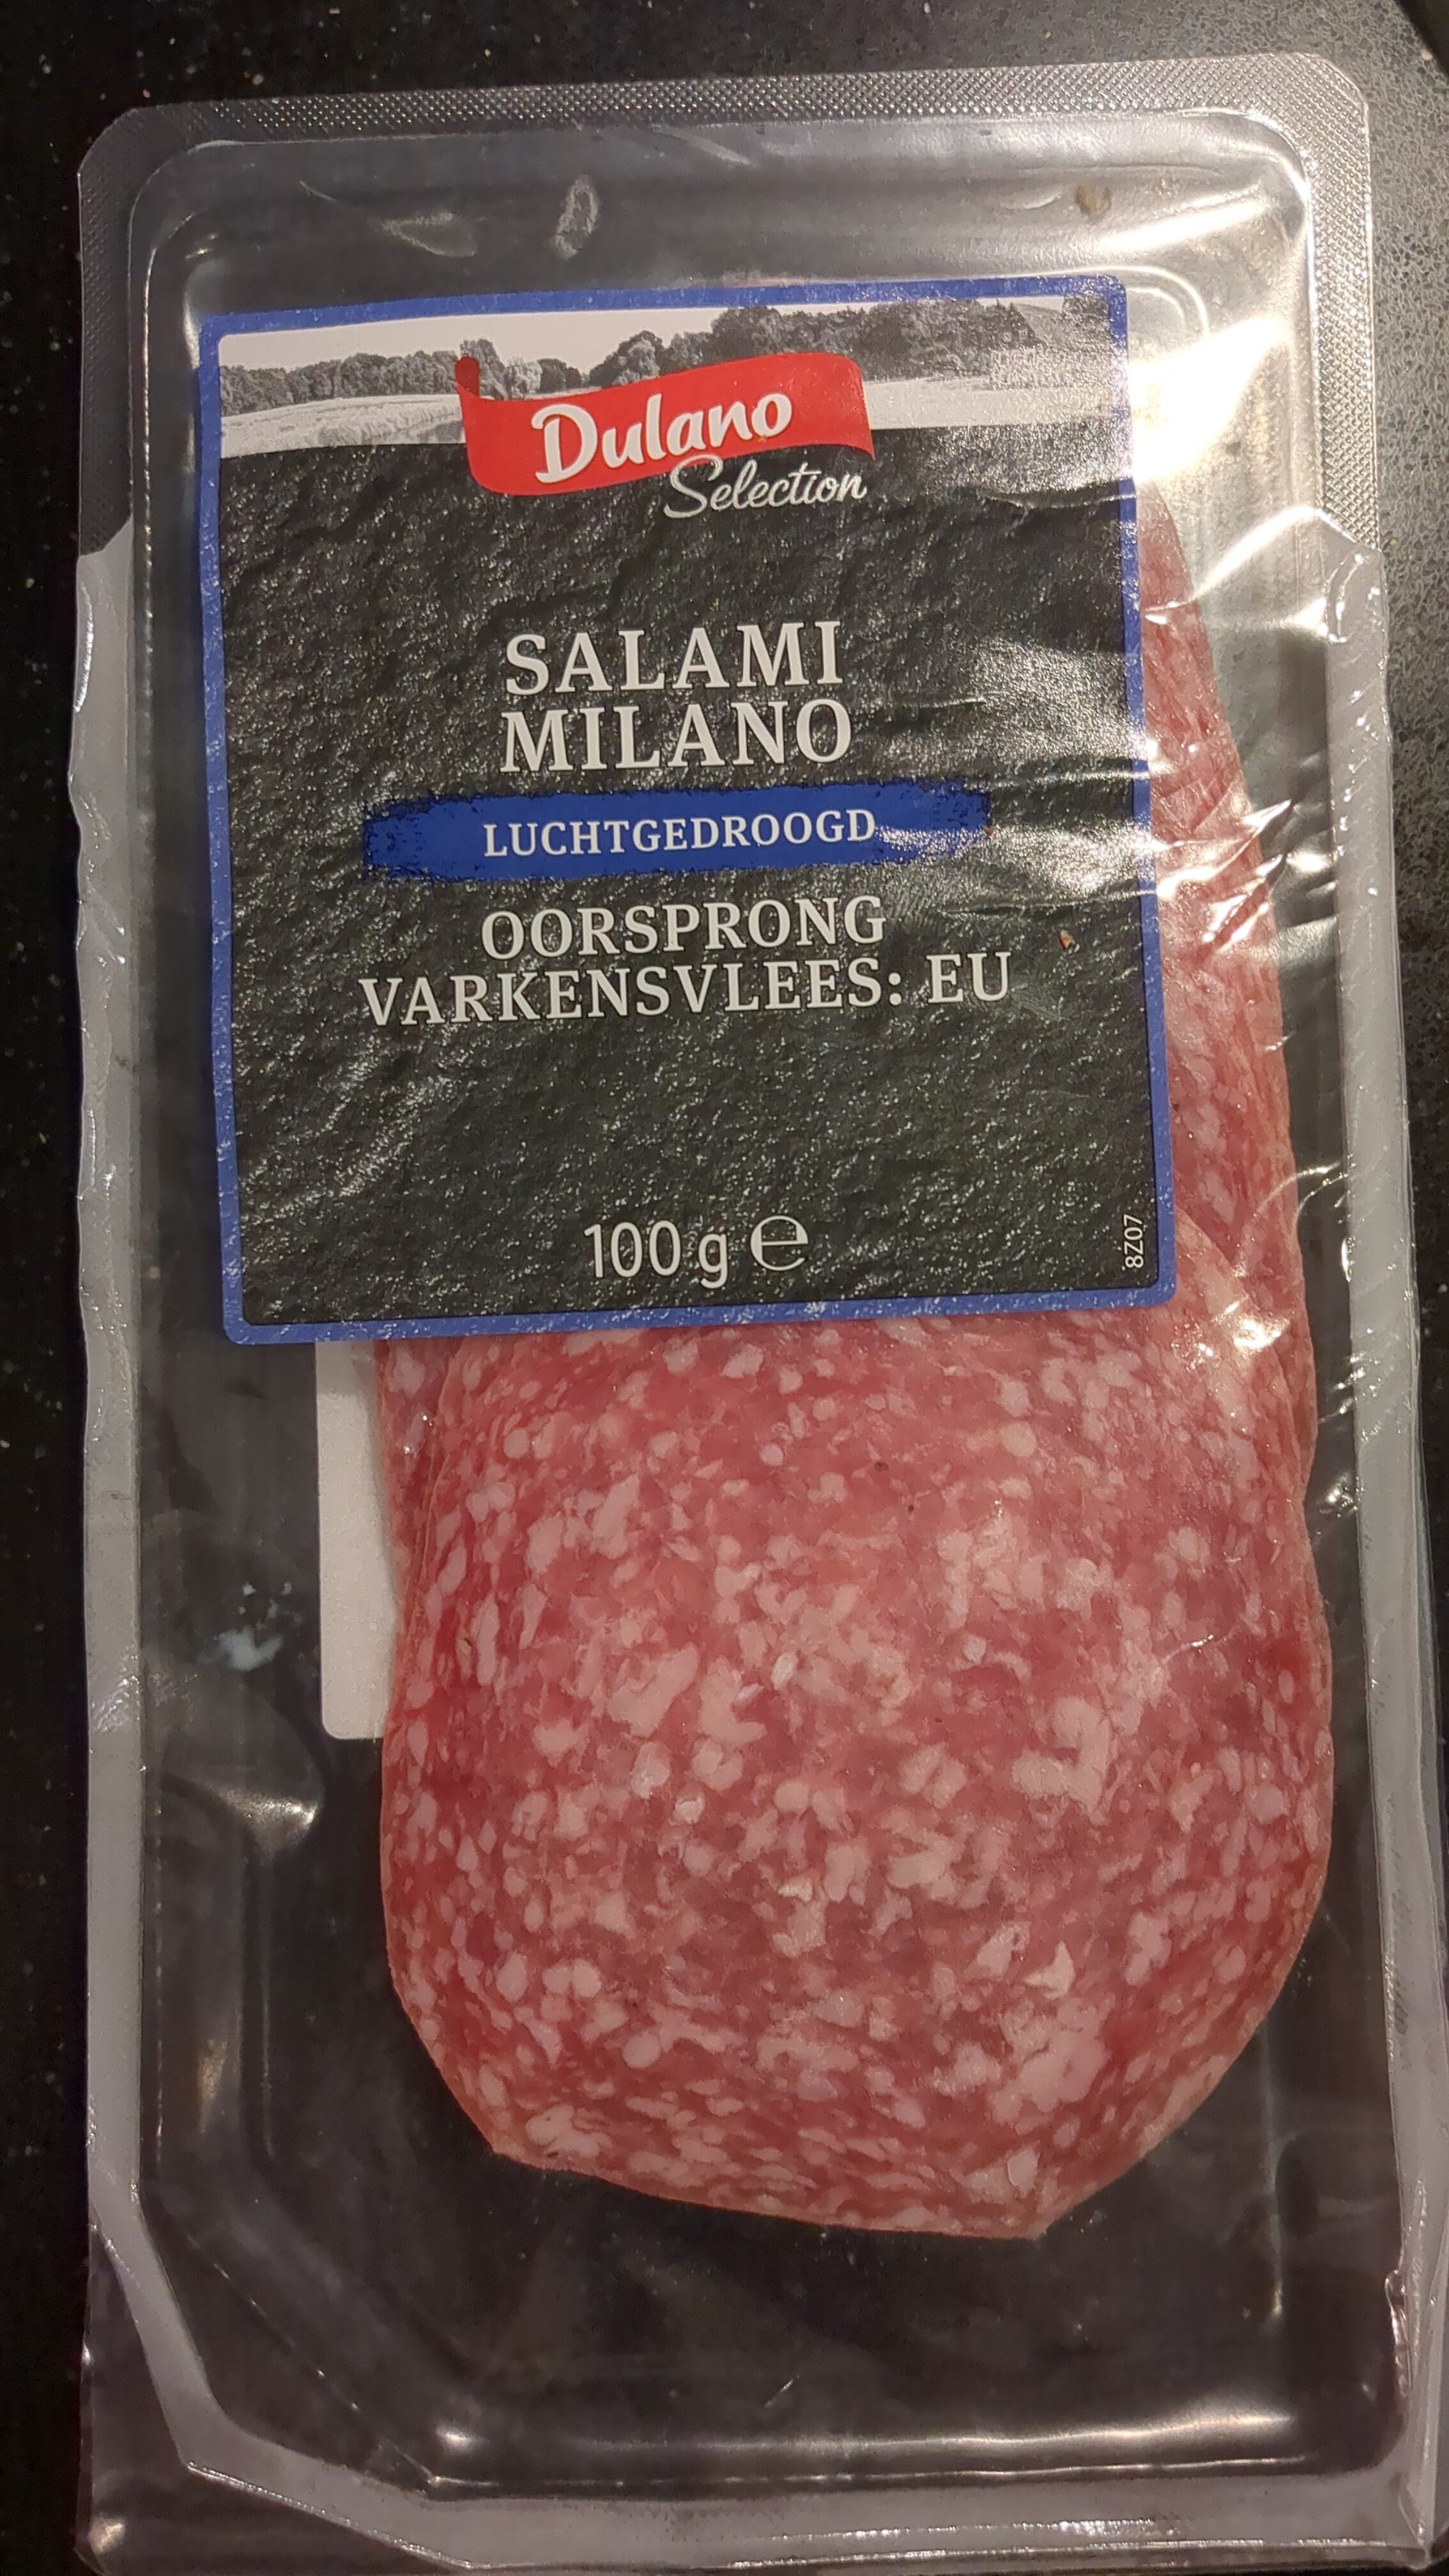 Dulano
Selection
SALAMI
MILANO
LUCHTGEDROOGD
OORSPRONG
VARKENSVLEES: EU
100 g ℮
8Z07